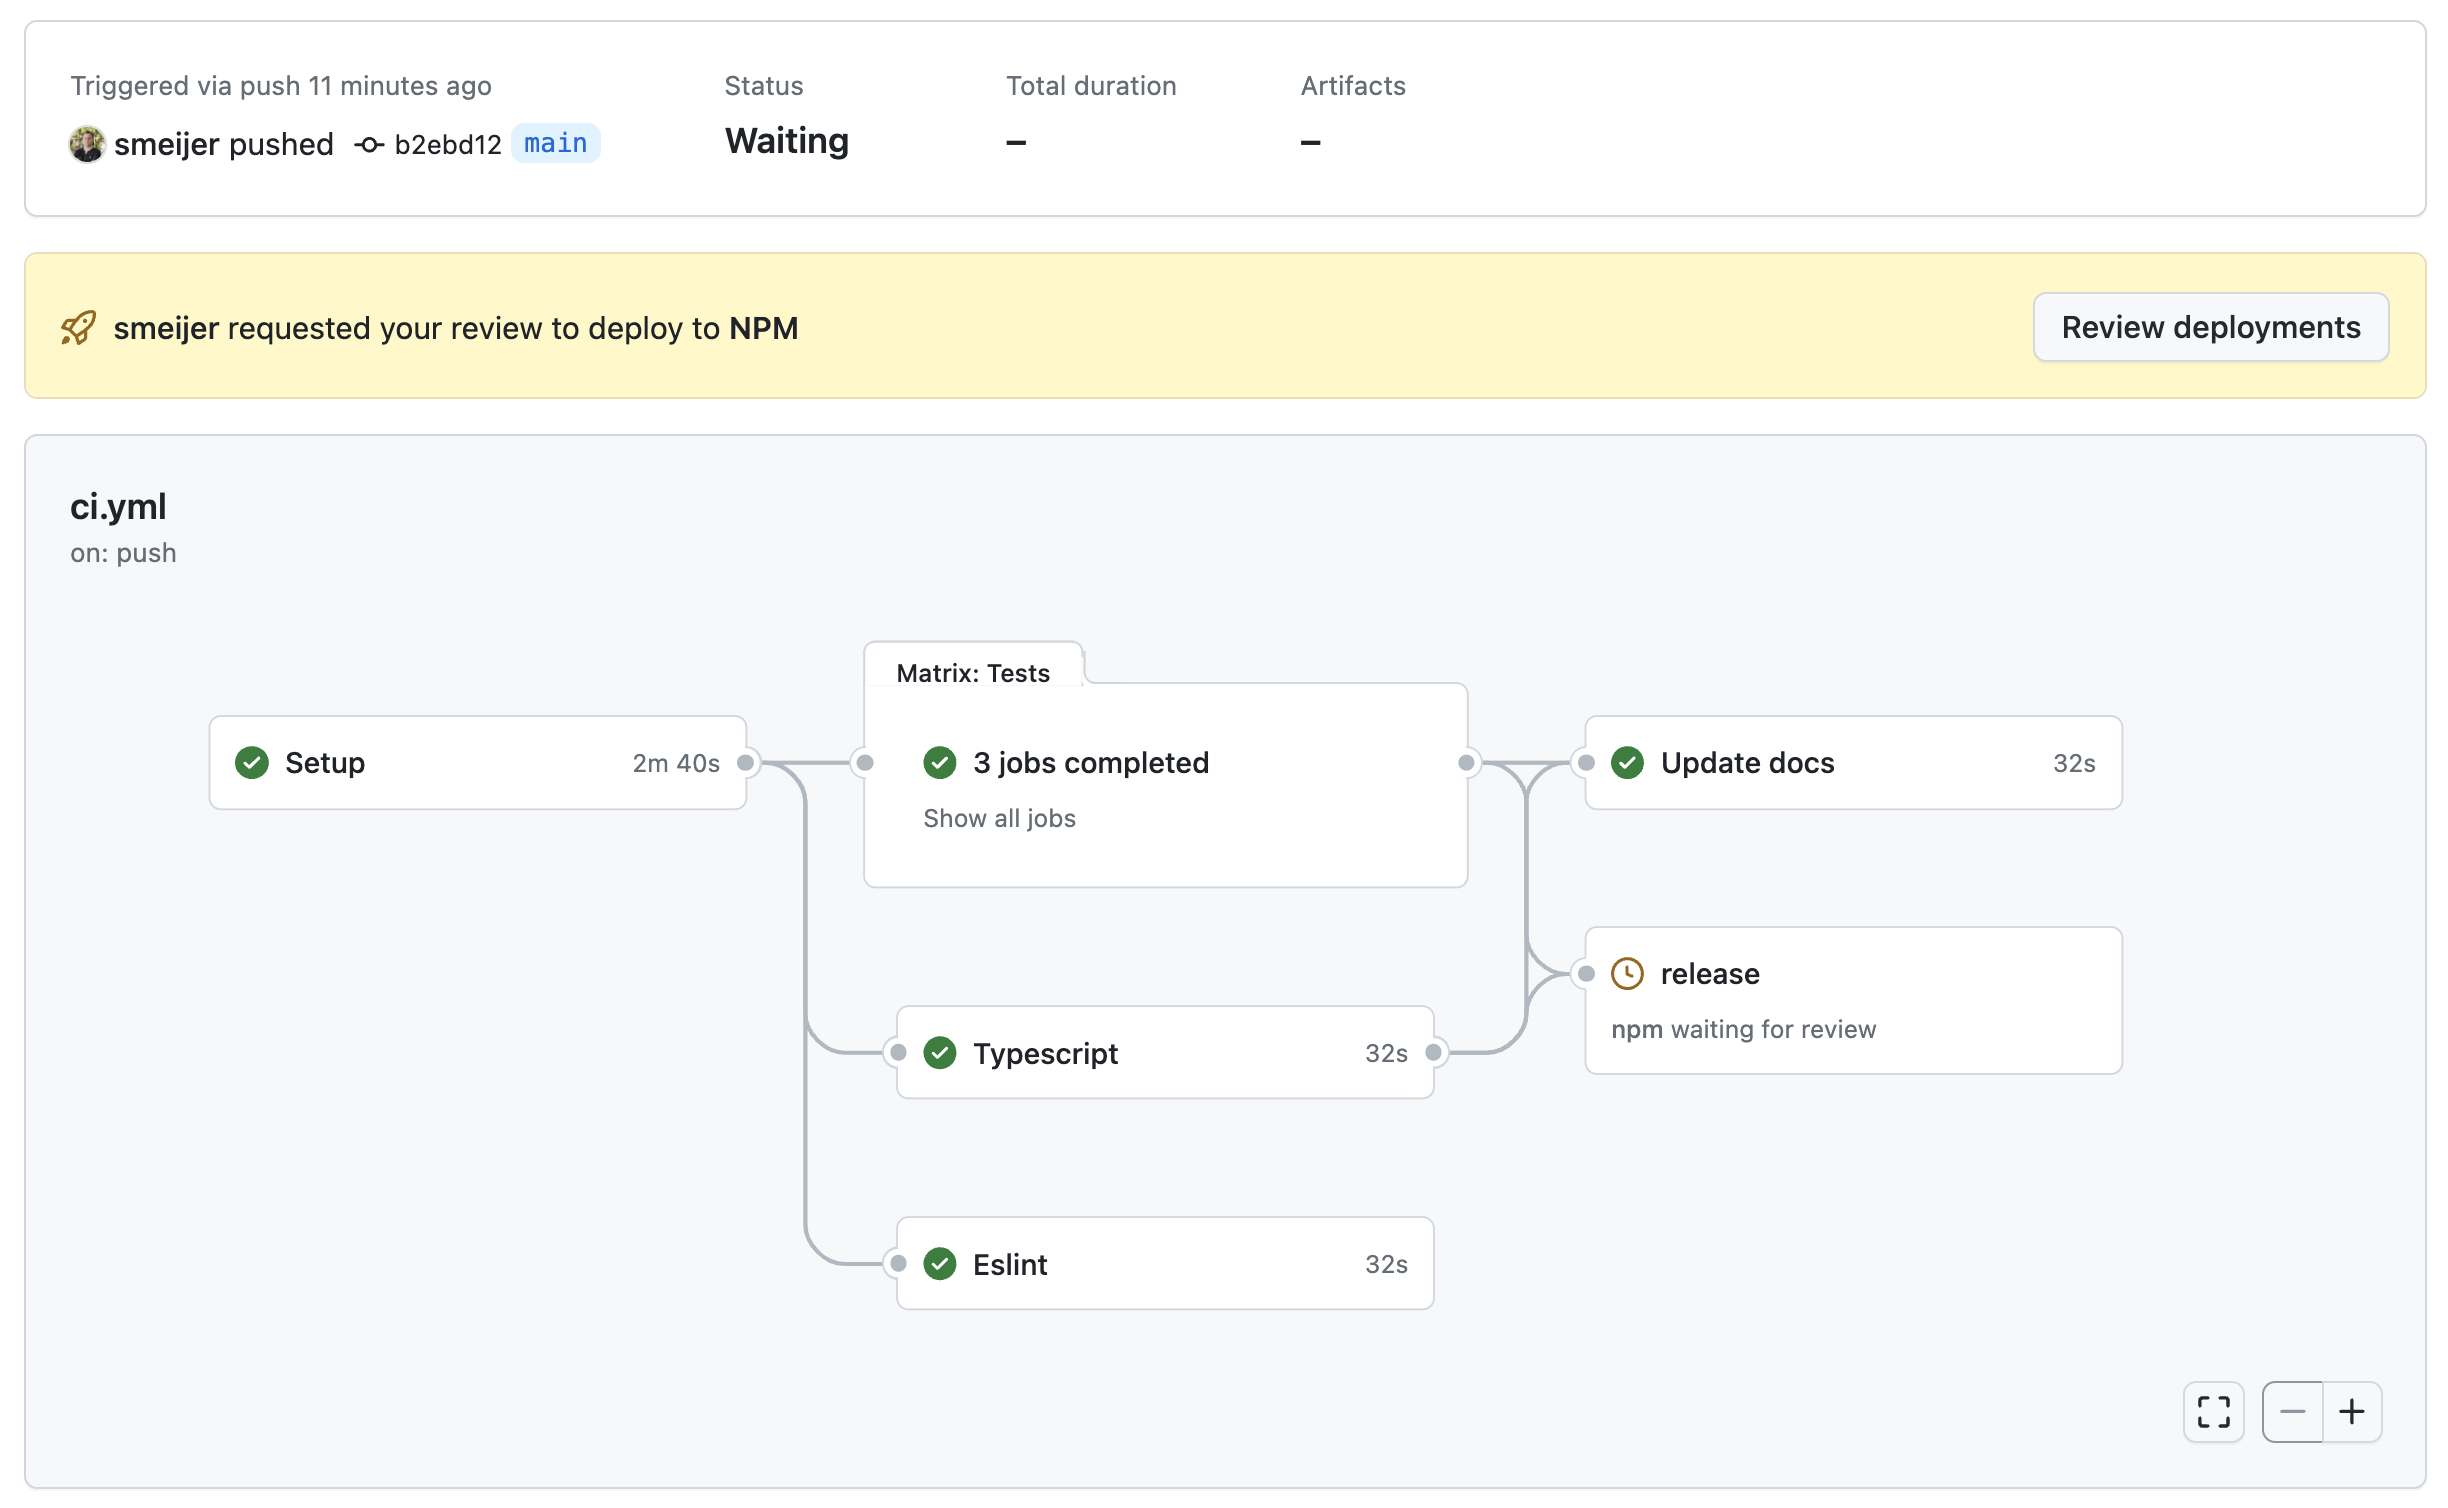 Triggered via push 11 minutes ago
smeijer pushed b2ebd12 main
Status
Waiting
Total duration
–
Artifacts
–
smeijer requested your review to deploy to NPM
Review deployments
ci.yml
on: push
Setup 2m 40s
Matrix: Tests
3 jobs completed
Show all jobs
Typescript 32s
Eslint 32s
Update docs 32s
release
npm waiting for review